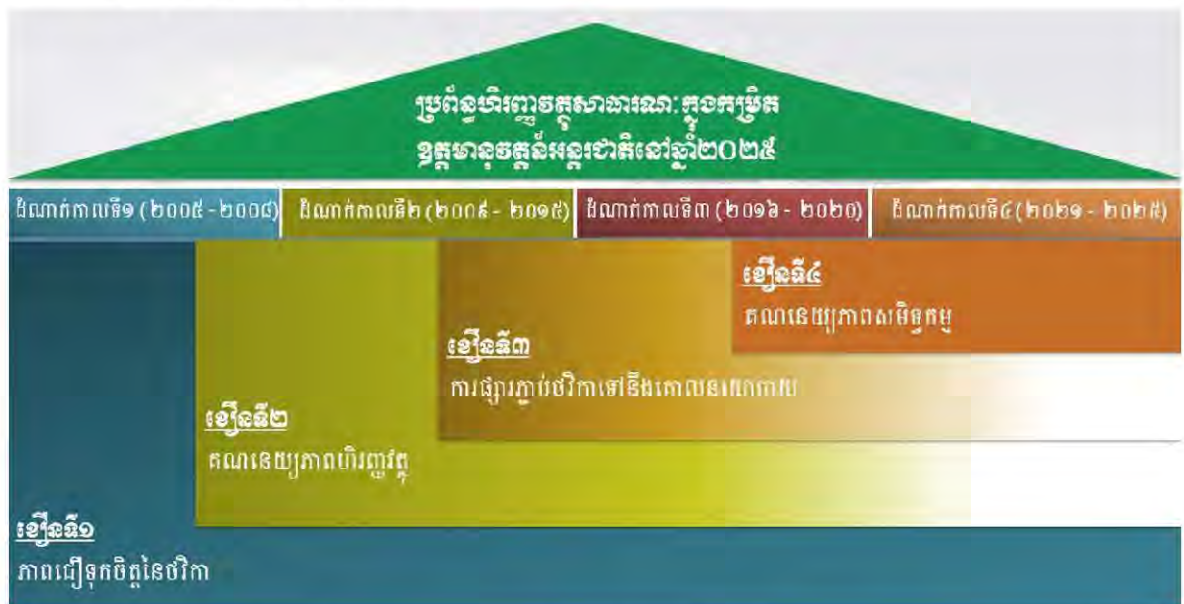 ប្រព័ន្ធហិរញ្ញវត្ថុសាធារណៈក្នុងកម្រិត
ឧត្តមានុវត្តន៍អន្តរជាតិនៅឆ្នាំ២០២៥
ដំណាក់កាលទី១ (២០០៥ - ២០០៨)
ដំណាក់កាលទី២ (២០០៩ - ២០១៥)
ដំណាក់កាលទី៣ (២០១៦ - ២០២០)
ដំណាក់កាលទី៤ (២០២១ - ២០២៥)
ខឿនទី៤
គណនេយ្យភាពសមិទ្ធកម្ម
ខឿនទី៣
ការផ្សារភ្ជាប់ថវិកាទៅនឹងគោលនយោបាយ
ខឿនទី២
គណនេយ្យភាពហិរញ្ញវត្ថុ
ខឿនទី១
ភាពជឿទុកចិត្តនៃថវិកា